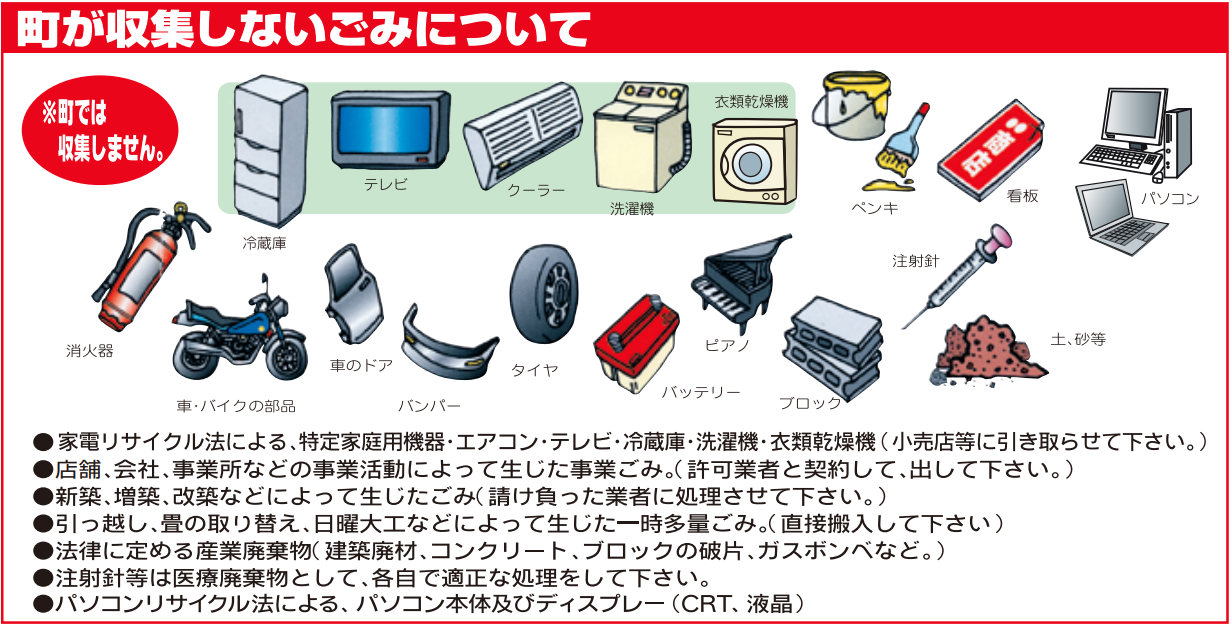 町が収集しないごみについて
※町では
収集しません。
冷蔵庫
テレビ
クーラー
洗濯機
衣類乾燥機
ペンキ
看板
パソコン
消火器
車・バイクの部品
車のドア
バンパー
タイヤ
バッテリー
ピアノ
ブロック
注射針
土、砂等
●家電リサイクル法による、特定家庭用機器・エアコン・テレビ・冷蔵庫・洗濯機・衣類乾燥機(小売店等に引き取らせて下さい。)
●店舗、会社、事業所などの事業活動によって生じた事業ごみ。(許可業者と契約して、出して下さい。)
●新築、増築、改築などによって生じたごみ(請け負った業者に処理させて下さい。)
●引っ越し、畳の取り替え、日曜大工などによって生じた一時多量ごみ。(直接搬入して下さい)
●法律に定める産業廃棄物(建築廃材、コンクリート、ブロックの破片、ガスボンベなど。)
●注射針等は医療廃棄物として、各自で適正な処理をして下さい。
●パソコンリサイクル法による、パソコン本体及びディスプレー(CRT、液晶)